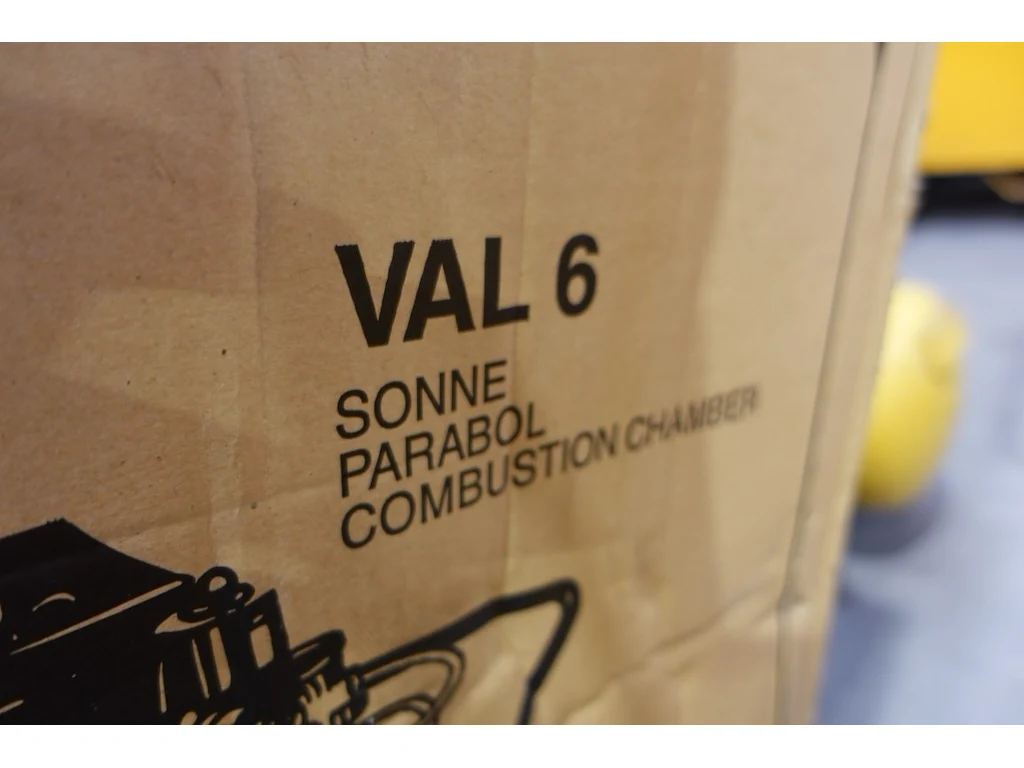 VAL 6
SONNE
PARABOL
COMBUSTION CHAMBER